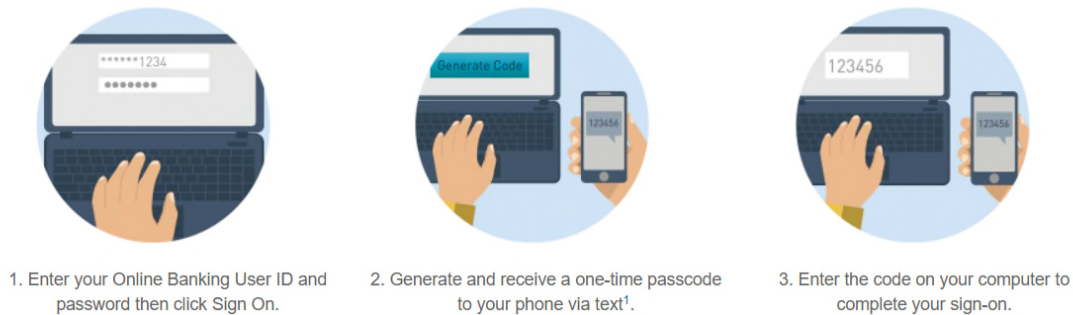 ******1234
●●●●●●●
Generate Code
123456
123456
123456
1. Enter your Online Banking User ID and
password then click Sign On.
2. Generate and receive a one-time passcode
to your phone via text¹.
3. Enter the code on your computer to
complete your sign-on.